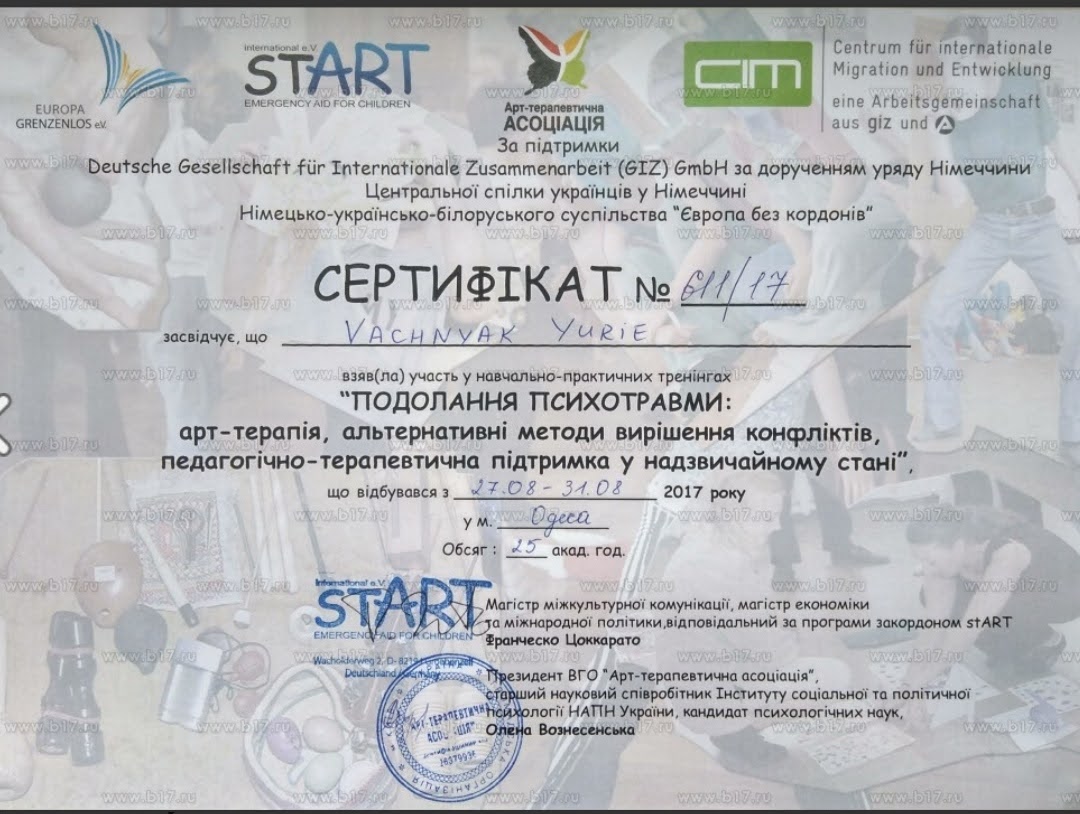 EUROPA
GRENZENLOS e.V.
International e.V.
stART
EMERGENCY AID FOR CHILDREN
Арт-терапевтична
АСОЦІАЦІЯ
cim
Centrum für internationale
Migration und Entwicklung
eine Arbeitsgemeinschaft
aus giz und
За підтримки
Deutsche Gesellschaft für Internationale Zusammenarbeit (GIZ) GmbH за дорученням уряду Німеччини
Центральної спілки українців у Німеччині
Німецько-українсько-білоруського суспільства "Європа без кордонів"
СЕРТИФІКАТ № 611/17
засвідчує, що VACHNYAK YURIE
взяв(ла) участь у навчально-практичних тренінгах
"ПОДОЛАННЯ ПСИХОТРАВМИ:
арт-терапія, альтернативні методи вирішення конфліктів,
педагогічно-терапевтична підтримка у надзвичайному стані",
що відбувався з 27.08 - 31.08 2017 року
у м. Одеса
Обсяг : 25 акад. год.
International e.V.
stART
EMERGENCY AID FOR CHILDREN
Wacholderweg 2, D-
Deutschland
Магістр міжкультурної комунікації, магістр економіки
та міжнародної політики,відповідальний за програми закордоном stART
Франческо Цоккарато
Президент ВГО "Арт-терапевтична асоціація",
старший науковий співробітник Інституту соціальної та політичної
психології НАПН України, кандидат психологічних наук,
Олена Вознесенська
АРТ-ТЕРАПЕВТИЧНА
АСОЦІАЦІЯ
www.b17.ru